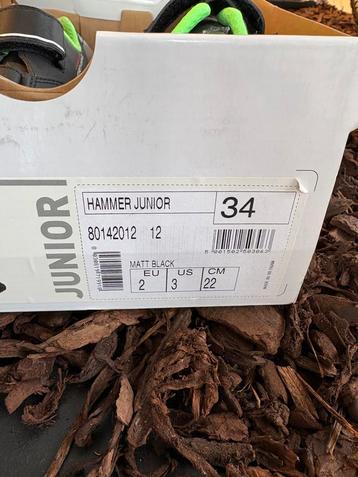 JUNIOR
HAMMER JUNIOR
34
80142012 12
MATT BLACK
EU US CM
2 3 22